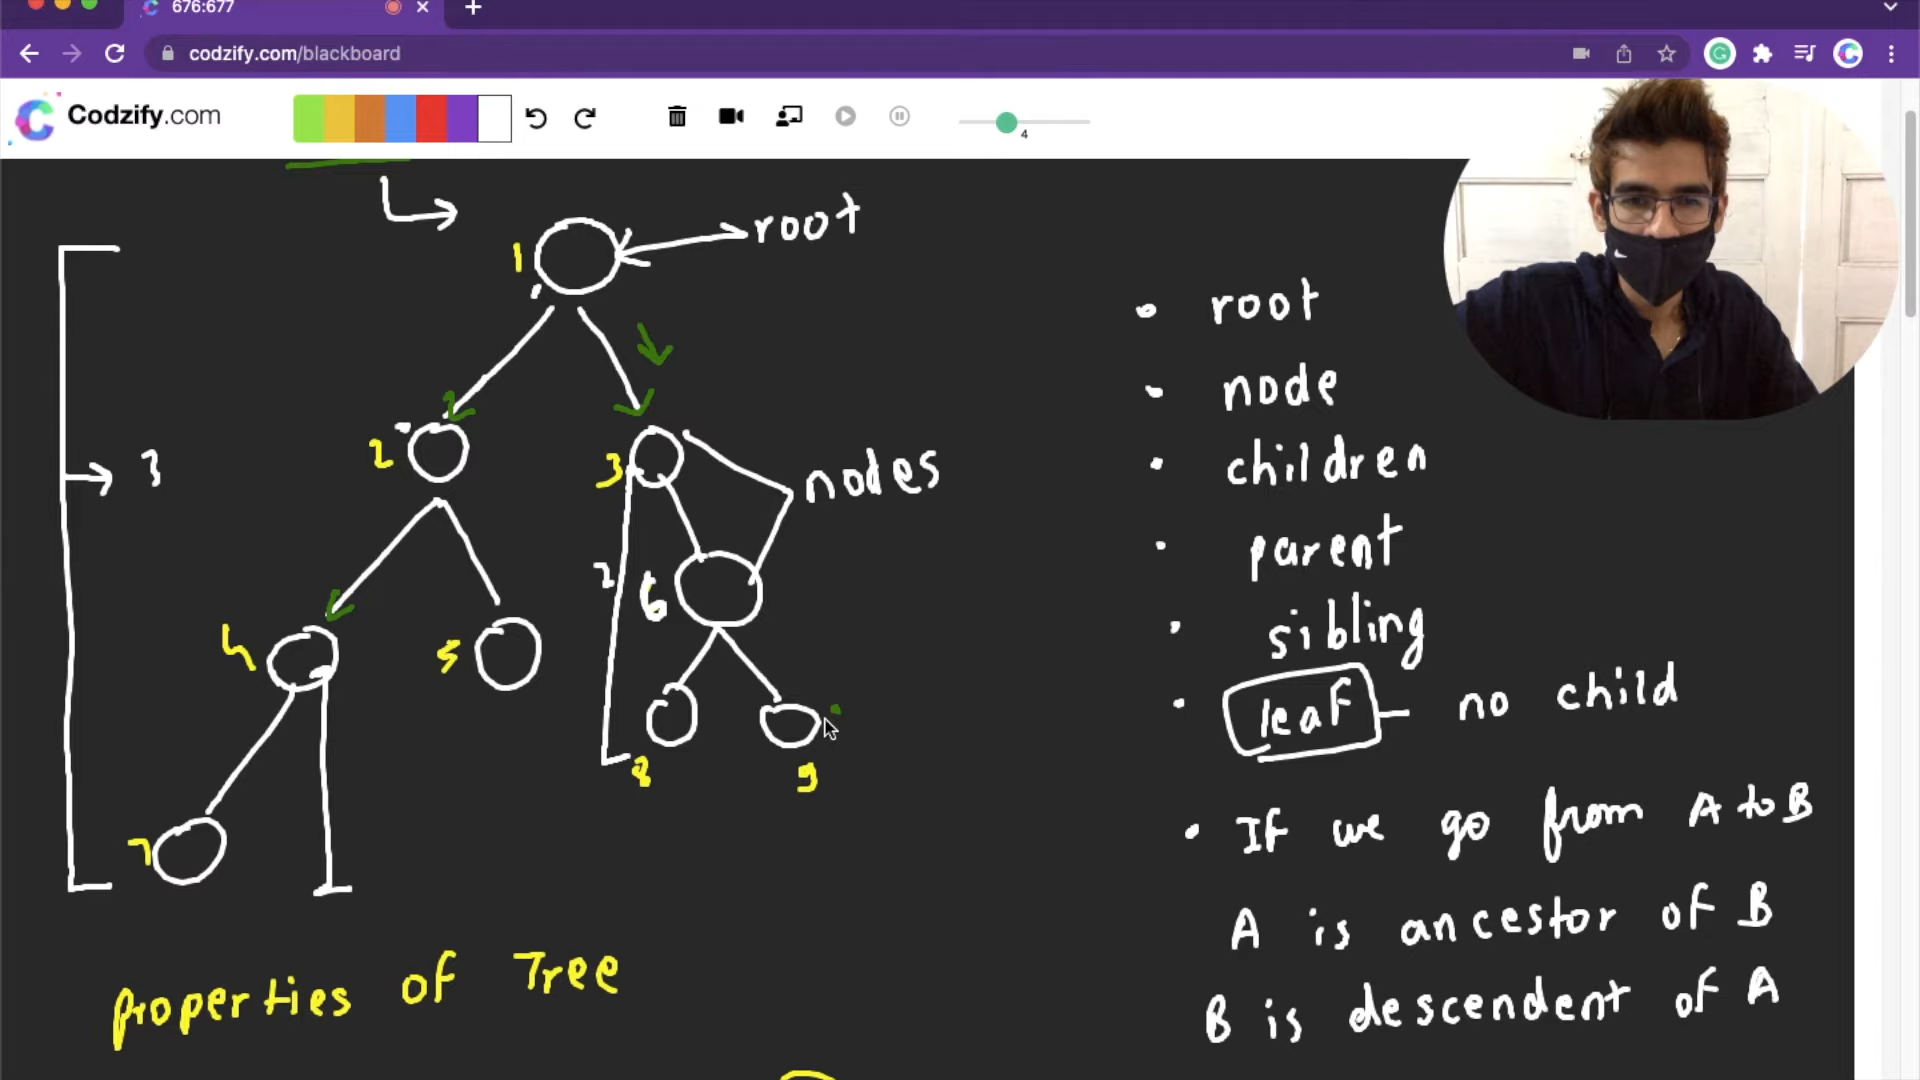 676:677
codzify.com/blackboard
Codzify.com
4
root
1
root
node
2
3
nodes
3
children
2
6
parent
4
5
sibling
leaf - no child
8
9
7
If we go from A to B
A is ancestor of B
B is descendent of A
properties of Tree